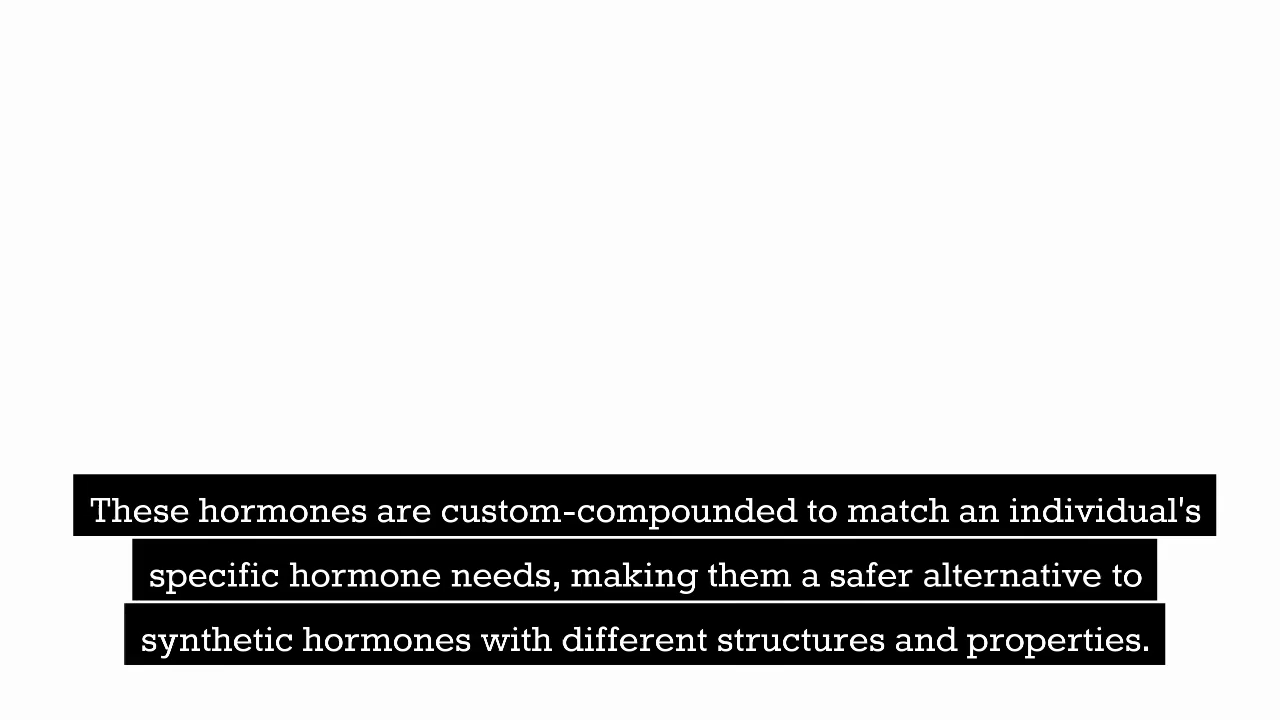 These hormones are custom-compounded to match an individual's
specific hormone needs, making them a safer alternative to
synthetic hormones with different structures and properties.